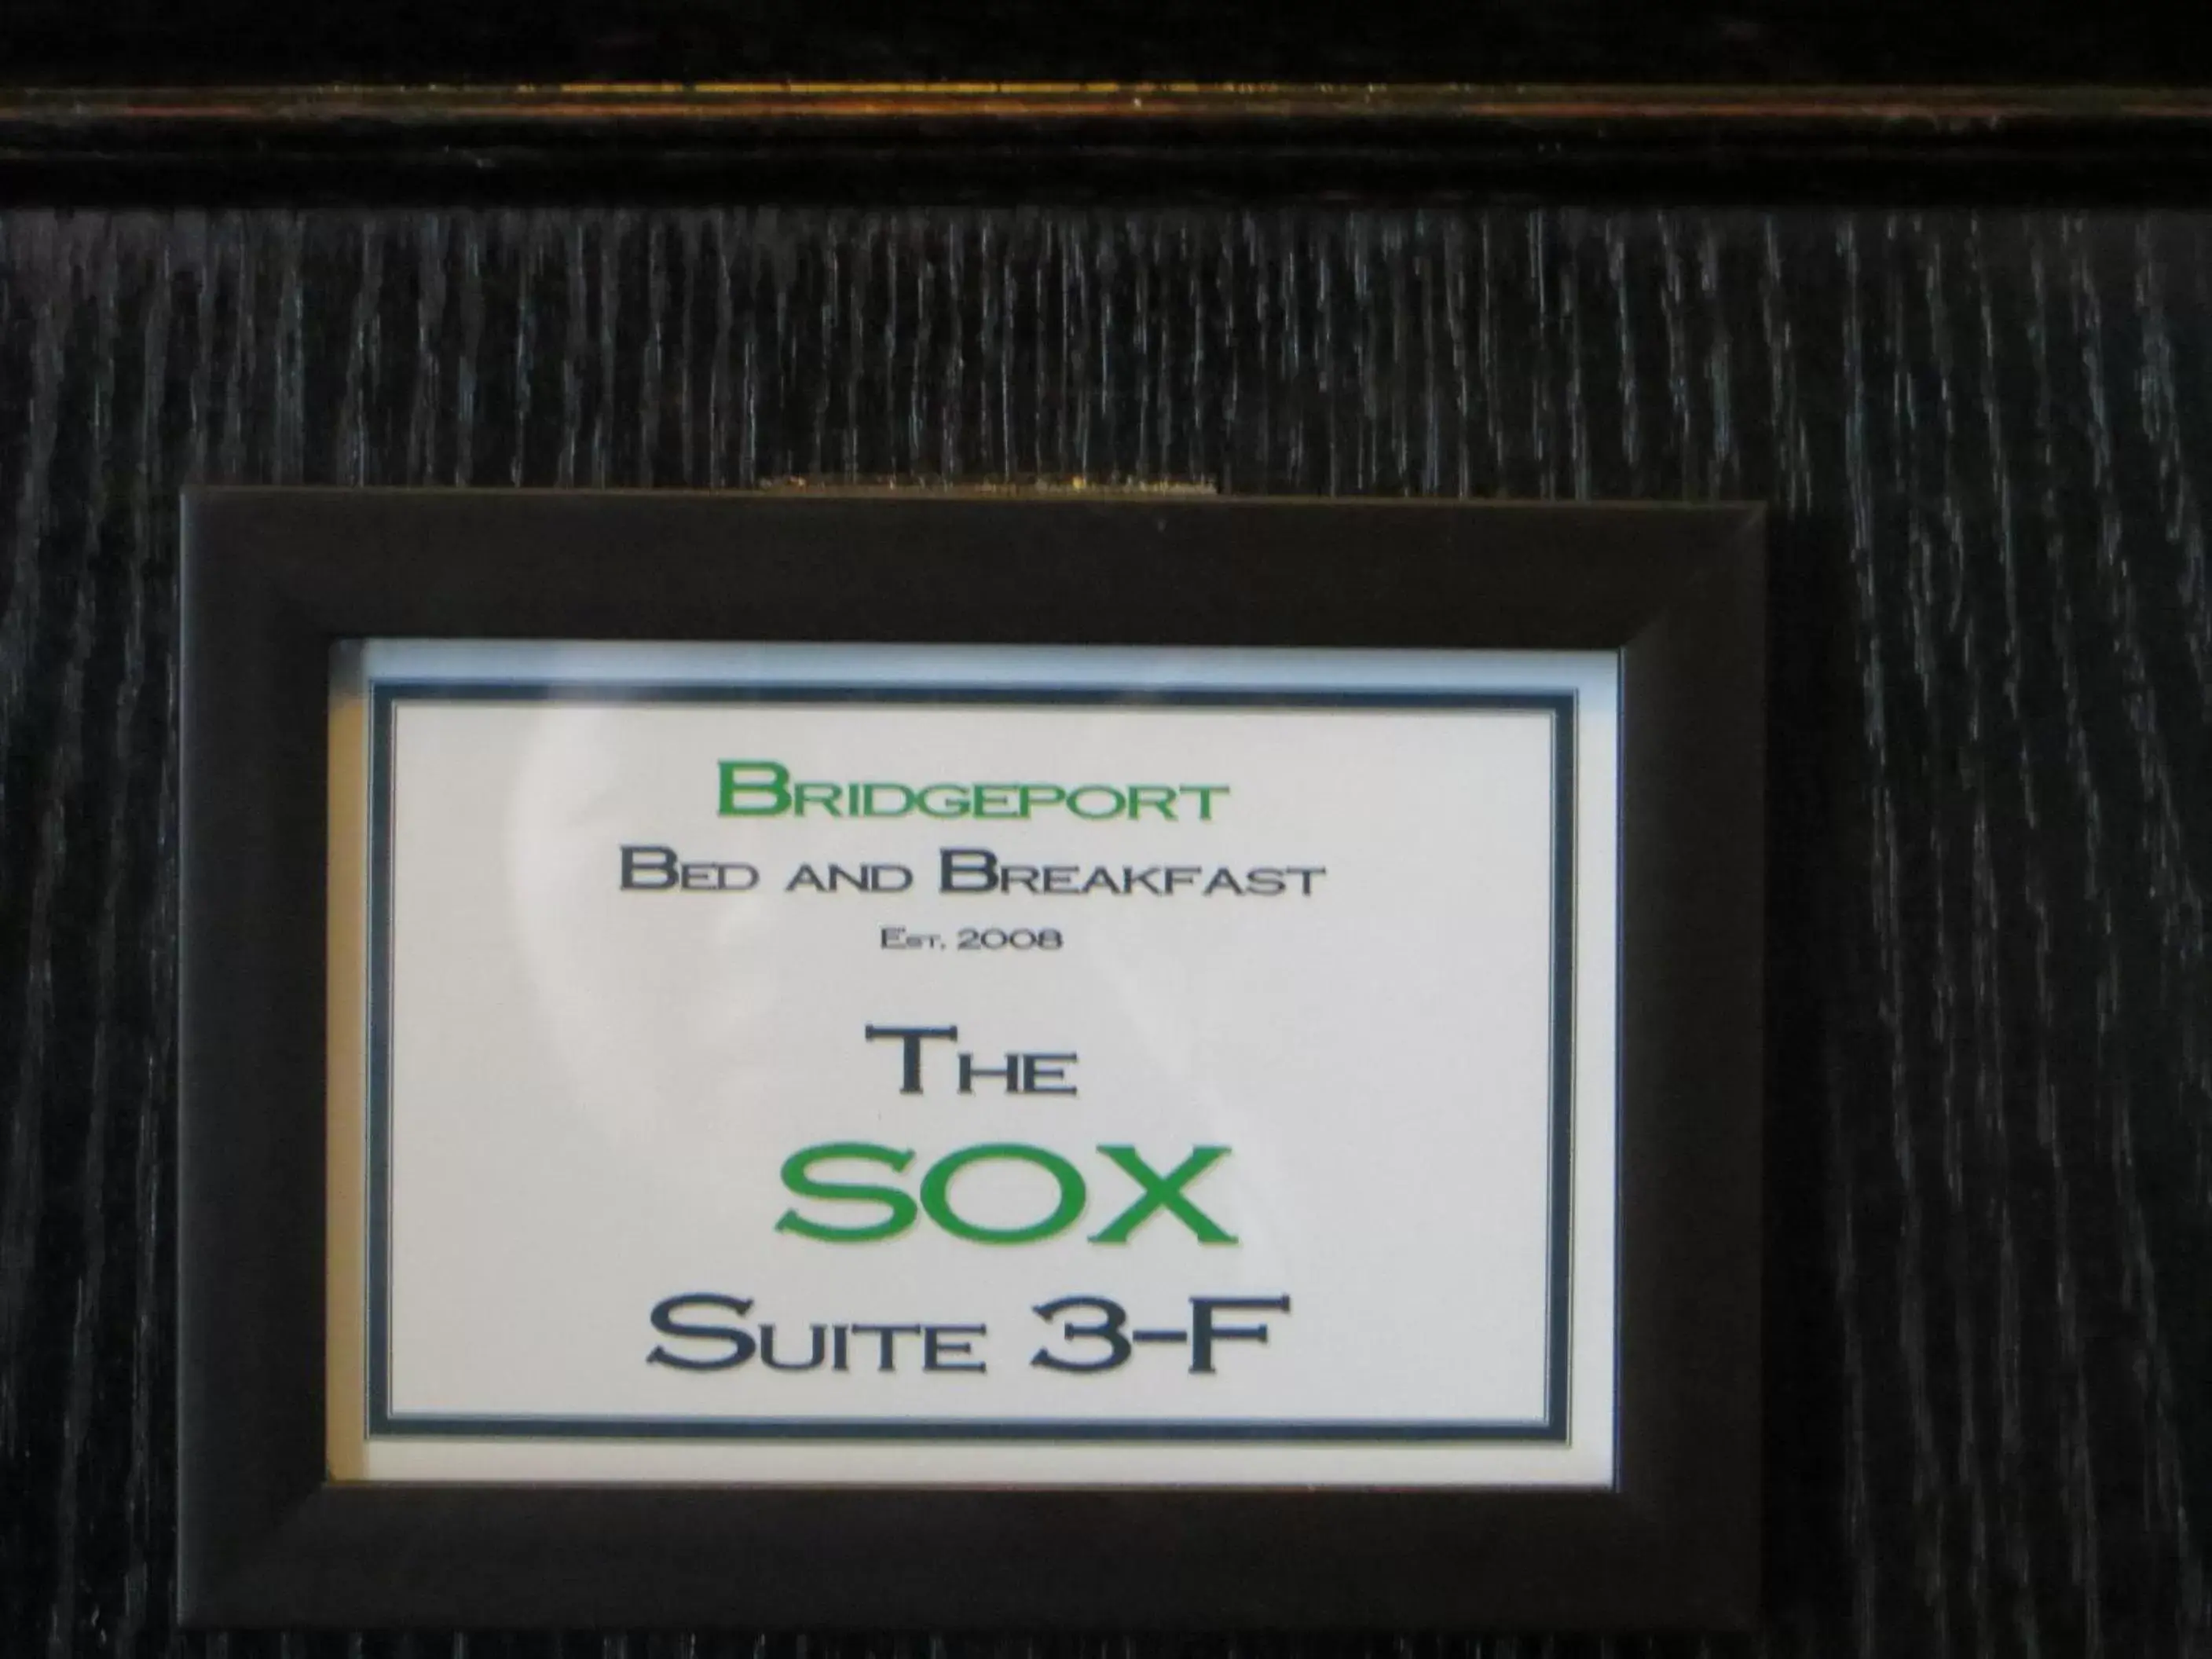 Bridgeport
Bed and Breakfast
Est. 2008
The
SOX
Suite 3-F